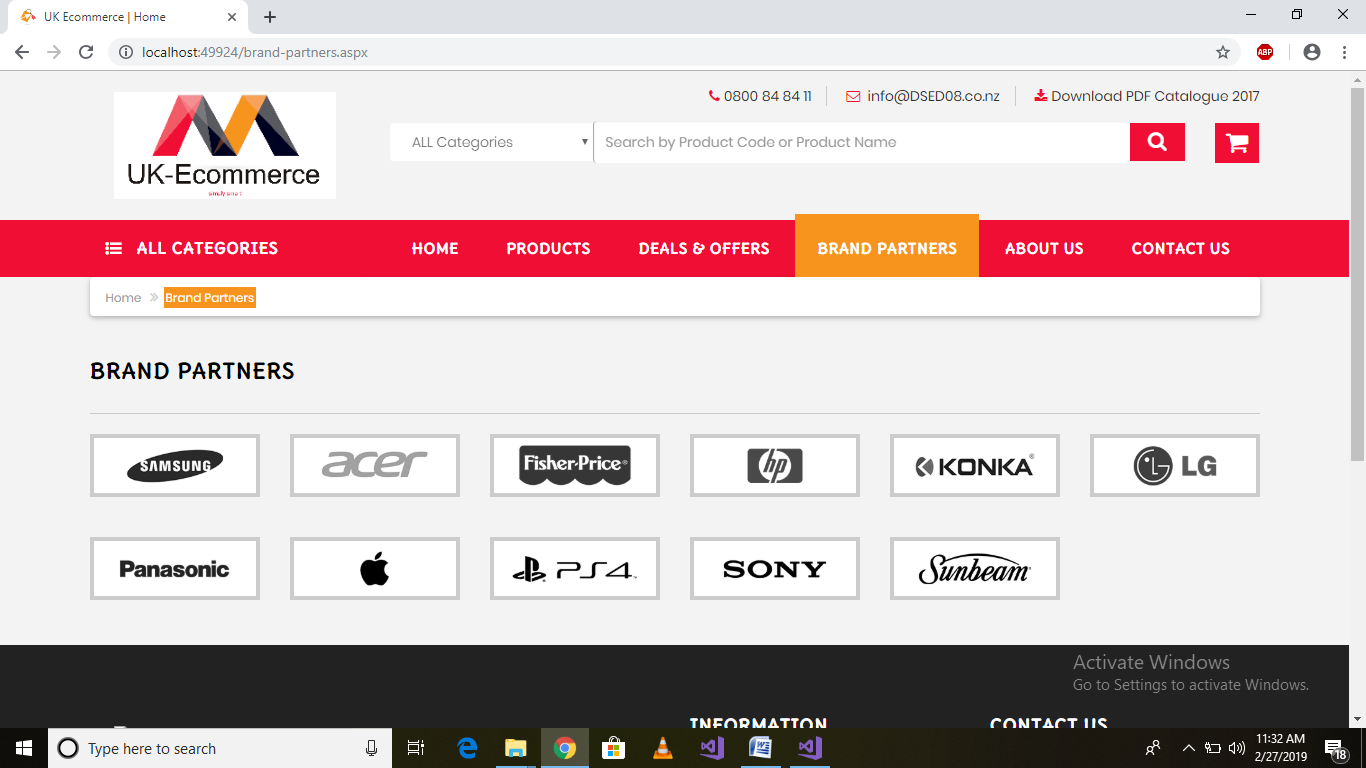 UK Ecommerce | Home
localhost:49924/brand-partners.aspx
ABP
0800 84 84 11
info@DSED08.co.nz
Download PDF Catalogue 2017
UK-Ecommerce
simply smart
ALL Categories
Search by Product Code or Product Name
ALL CATEGORIES
HOME
PRODUCTS
DEALS & OFFERS
BRAND PARTNERS
ABOUT US
CONTACT US
Home » Brand Partners
BRAND PARTNERS
SAMSUNG
acer
Fisher-Price®
hp
KONKA®
LG
Panasonic
PS4
SONY
Sunbeam
Activate Windows
Go to Settings to activate Windows.
INFORMATION
CONTACT US
Type here to search
11:32 AM
2/27/2019
18